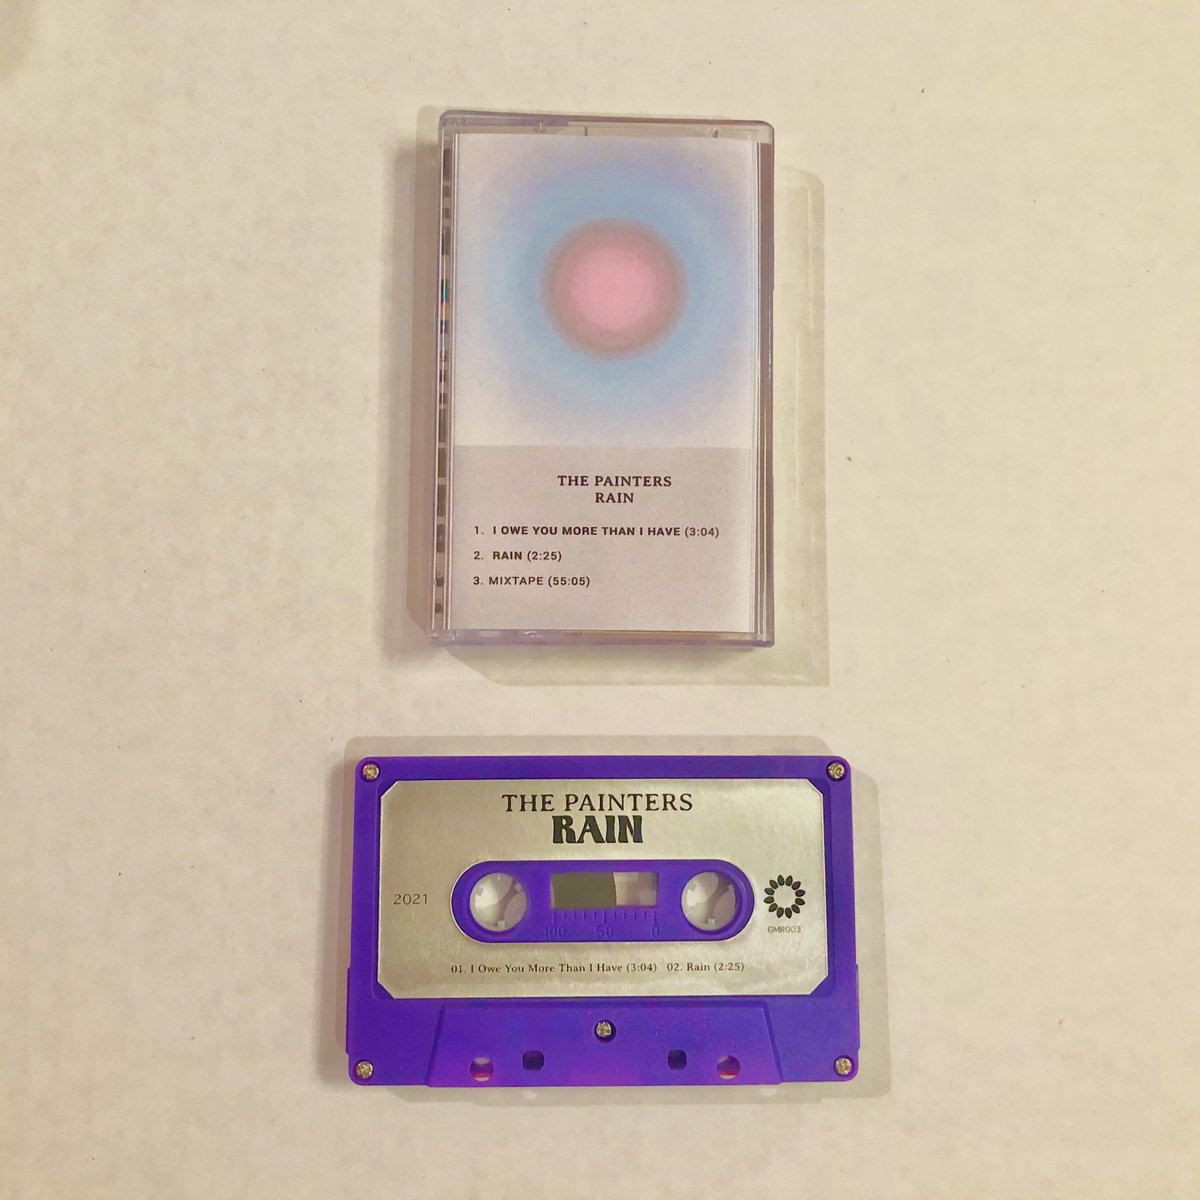 THE PAINTERS
RAIN
1. I OWE YOU MORE THAN I HAVE (3:04)
2. RAIN (2:25)
3. MIXTAPE (55:05)
THE PAINTERS
RAIN
2021
100 50 0
GMR003
01. I Owe You More Than I Have (3:04) 02. Rain (2:25)